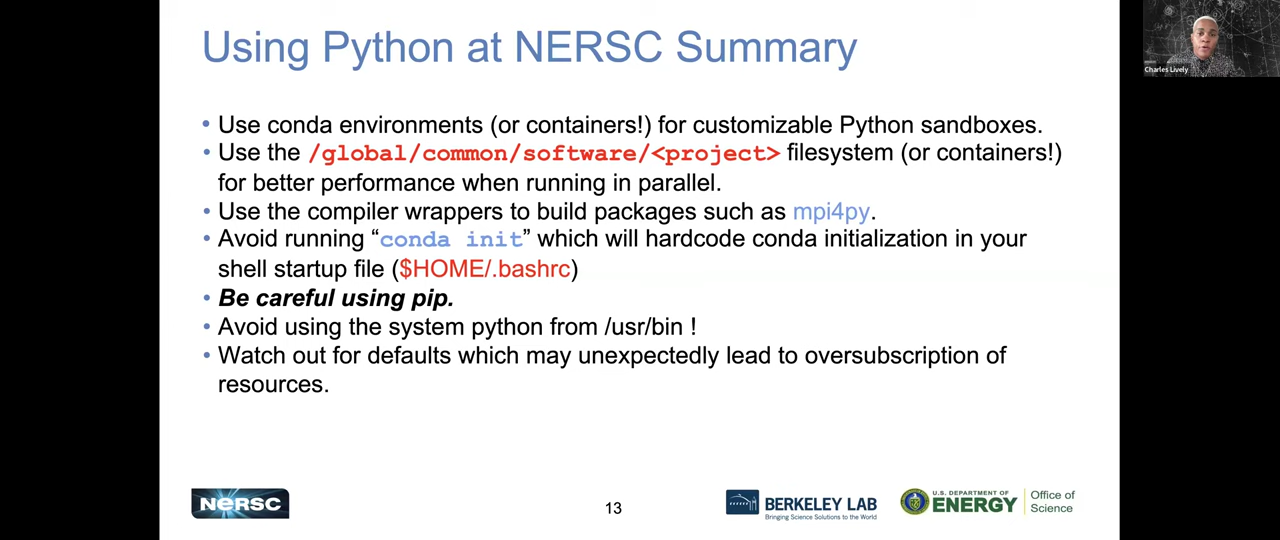 Using Python at NERSC Summary
Charles Lively
• Use conda environments (or containers!) for customizable Python sandboxes.
• Use the /global/common/software/<project> filesystem (or containers!)
for better performance when running in parallel.
• Use the compiler wrappers to build packages such as mpi4py.
• Avoid running “conda init” which will hardcode conda initialization in your
shell startup file ($HOME/.bashrc)
• Be careful using pip.
• Avoid using the system python from /usr/bin !
• Watch out for defaults which may unexpectedly lead to oversubscription of
resources.
NERSC
13
BERKELEY LAB
Bringing Science Solutions to the World
U.S. DEPARTMENT OF
ENERGY
Office of
Science